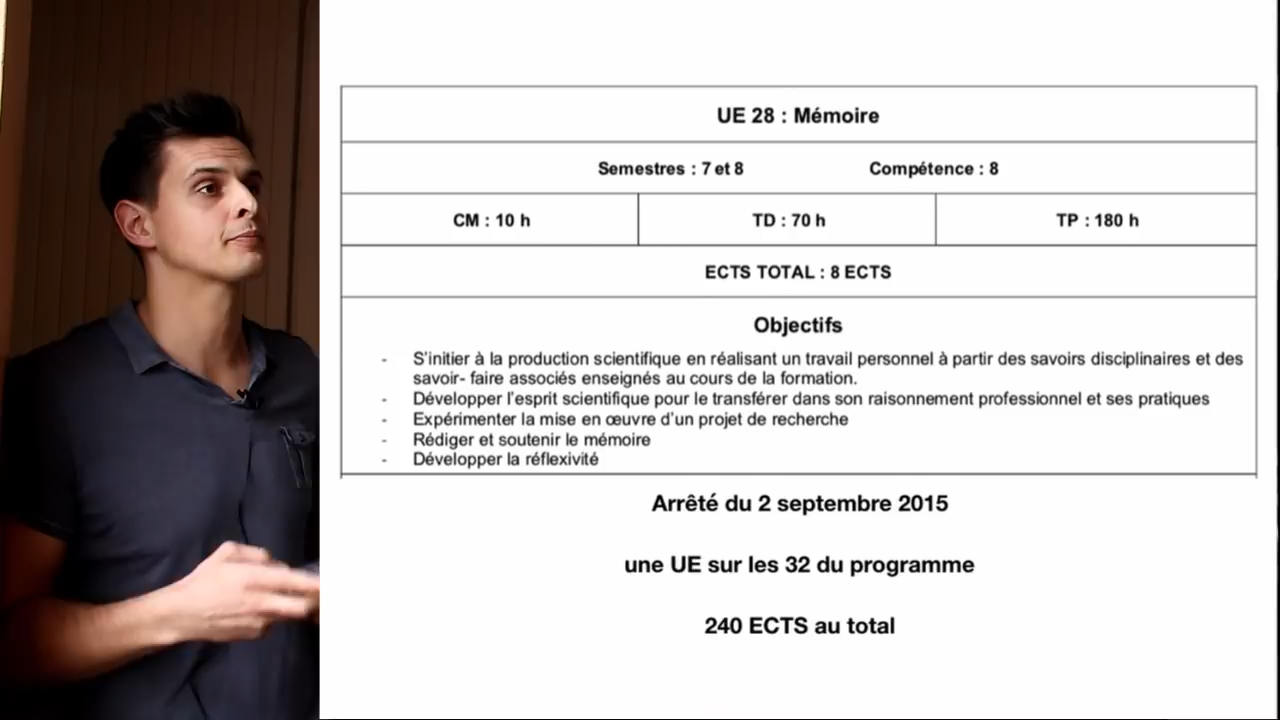 UE 28 : Mémoire
Semestres : 7 et 8 Compétence : 8
CM : 10 h TD : 70 h TP : 180 h
ECTS TOTAL : 8 ECTS
Objectifs
- S'initier à la production scientifique en réalisant un travail personnel à partir des savoirs disciplinaires et des
savoir- faire associés enseignés au cours de la formation.
- Développer l'esprit scientifique pour le transférer dans son raisonnement professionnel et ses pratiques
- Expérimenter la mise en œuvre d'un projet de recherche
- Rédiger et soutenir le mémoire
- Développer la réflexivité
Arrêté du 2 septembre 2015
une UE sur les 32 du programme
240 ECTS au total